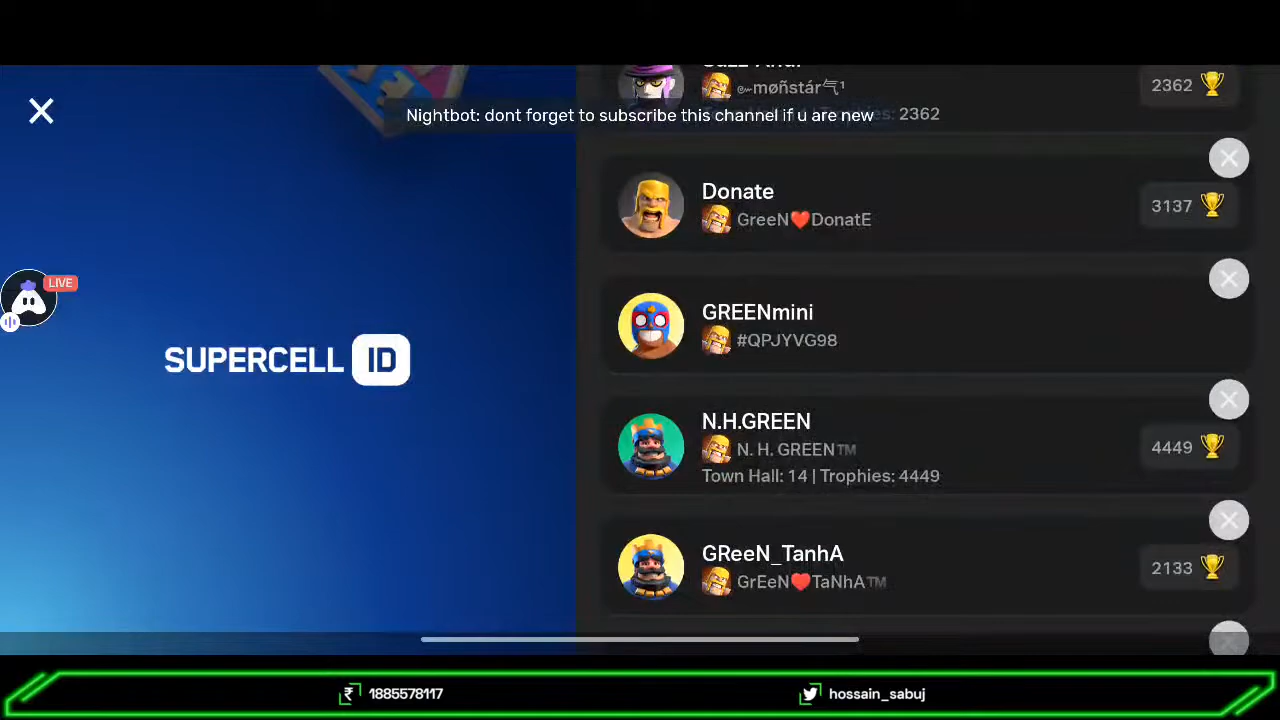 2362
Nightbot: dont forget to subscribe this channel if u are new
2362
Donate
GreeN❤️DonatE
3137
LIVE
GREENmini
#QPJYVG98
SUPERCELL ID
N.H.GREEN
N. H. GREEN™
Town Hall: 14 | Trophies: 4449
4449
GReeN_TanhA
GrEeN❤️TaNhA™
2133
₹ 1885578117
hossain_sabuj